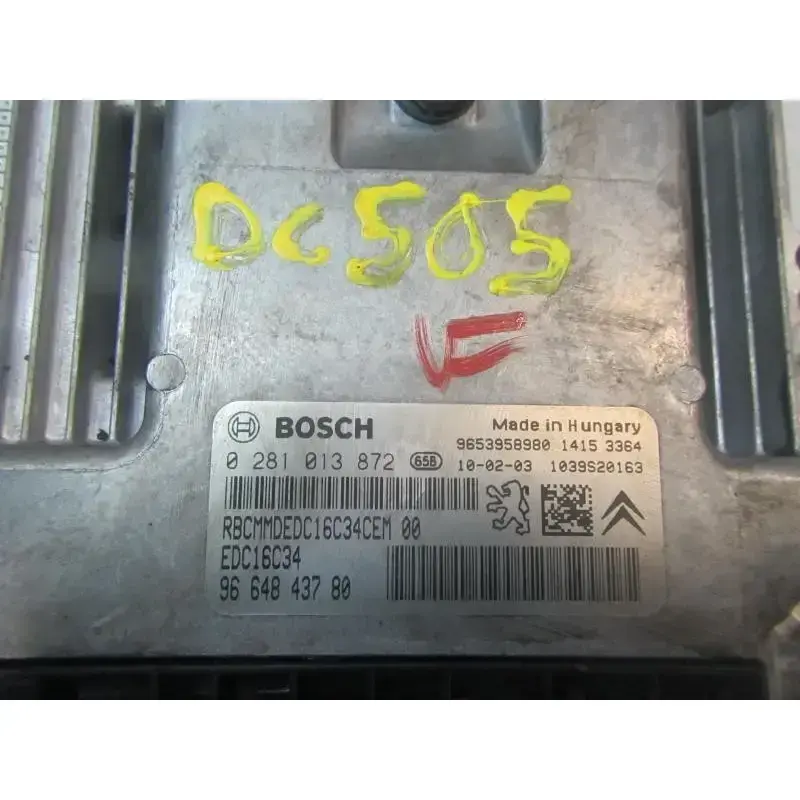 DC505
BOSCH
Made in Hungary
9653958980 1415 3364
0 281 013 872 65B 10-02-03 1039S20163
RBCMMDEDC16C34CEM 00
EDC16C34
96 648 437 80